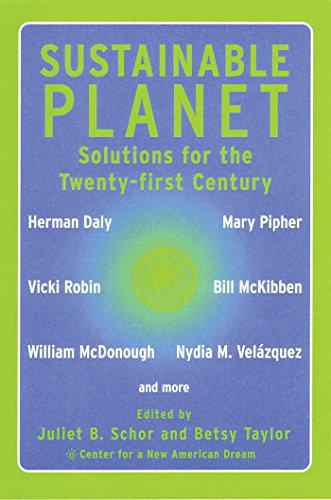 SUSTAINABLE
PLANET
Solutions for the
Twenty-first Century
Herman Daly
Mary Pipher
Vicki Robin
Bill McKibben
William McDonough
Nydia M. Velázquez
and more
Edited by
Juliet B. Schor and Betsy Taylor
Center for a New American Dream